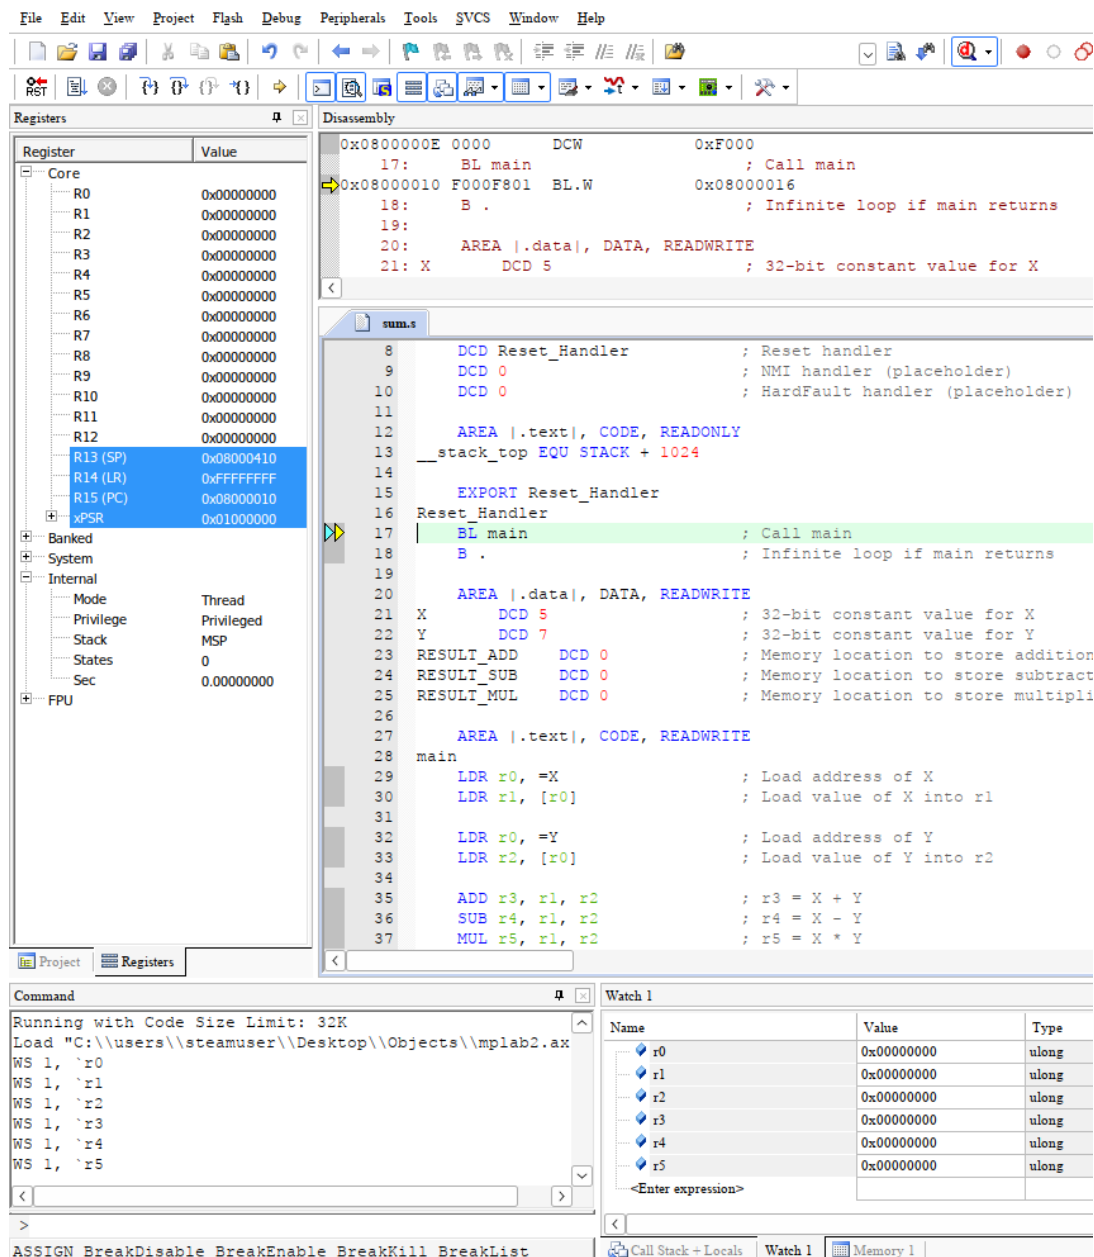 File Edit View Project Flash Debug Peripherals Tools SVCS Window Help
RST
Registers
Register Value
Core
R0 0x00000000
R1 0x00000000
R2 0x00000000
R3 0x00000000
R4 0x00000000
R5 0x00000000
R6 0x00000000
R7 0x00000000
R8 0x00000000
R9 0x00000000
R10 0x00000000
R11 0x00000000
R12 0x00000000
R13 (SP) 0x08000410
R14 (LR) 0xFFFFFFFF
R15 (PC) 0x08000010
xPSR 0x01000000
Banked
System
Internal
Mode Thread
Privilege Privileged
Stack MSP
States 0
Sec 0.00000000
FPU
Project Registers
Disassembly
0x0800000E 0000 DCW 0xF000
17: BL main ; Call main
0x08000010 F000F801 BL.W 0x08000016
18: B . ; Infinite loop if main returns
19:
20: AREA |.data|, DATA, READWRITE
21: X DCD 5 ; 32-bit constant value for X
sum.s
8 DCD Reset_Handler ; Reset handler
9 DCD 0 ; NMI handler (placeholder)
10 DCD 0 ; HardFault handler (placeholder)
11
12 AREA |.text|, CODE, READONLY
13 __stack_top EQU STACK + 1024
14
15 EXPORT Reset_Handler
16 Reset_Handler
17 BL main ; Call main
18 B . ; Infinite loop if main returns
19
20 AREA |.data|, DATA, READWRITE
21 X DCD 5 ; 32-bit constant value for X
22 Y DCD 7 ; 32-bit constant value for Y
23 RESULT_ADD DCD 0 ; Memory location to store addition
24 RESULT_SUB DCD 0 ; Memory location to store subtract
25 RESULT_MUL DCD 0 ; Memory location to store multipli
26
27 AREA |.text|, CODE, READWRITE
28 main
29 LDR r0, =X ; Load address of X
30 LDR r1, [r0] ; Load value of X into r1
31
32 LDR r0, =Y ; Load address of Y
33 LDR r2, [r0] ; Load value of Y into r2
34
35 ADD r3, r1, r2 ; r3 = X + Y
36 SUB r4, r1, r2 ; r4 = X - Y
37 MUL r5, r1, r2 ; r5 = X * Y
Command
Running with Code Size Limit: 32K
Load "C:\\users\\steamuser\\Desktop\\Objects\\mplab2.ax
WS 1, `r0
WS 1, `r1
WS 1, `r2
WS 1, `r3
WS 1, `r4
WS 1, `r5
>
ASSIGN BreakDisable BreakEnable BreakKill BreakList
Watch 1
Name Value Type
r0 0x00000000 ulong
r1 0x00000000 ulong
r2 0x00000000 ulong
r3 0x00000000 ulong
r4 0x00000000 ulong
r5 0x00000000 ulong
<Enter expression>
Call Stack + Locals Watch 1 Memory 1